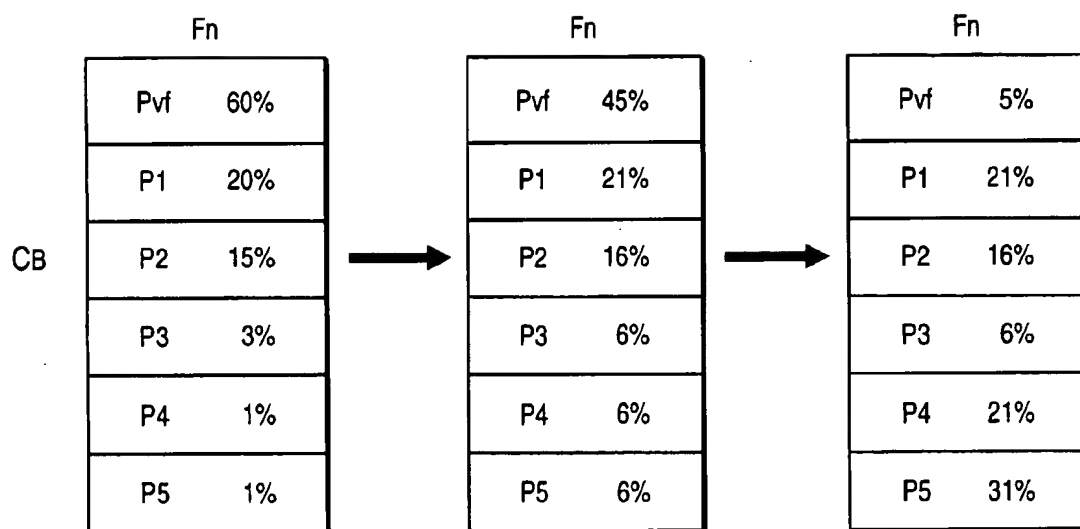 Fn Fn Fn
Pvf 60% Pvf 45% Pvf 5%
P1 20% P1 21% P1 21%
CB P2 15% P2 16% P2 16%
P3 3% P3 6% P3 6%
P4 1% P4 6% P4 21%
P5 1% P5 6% P5 31%